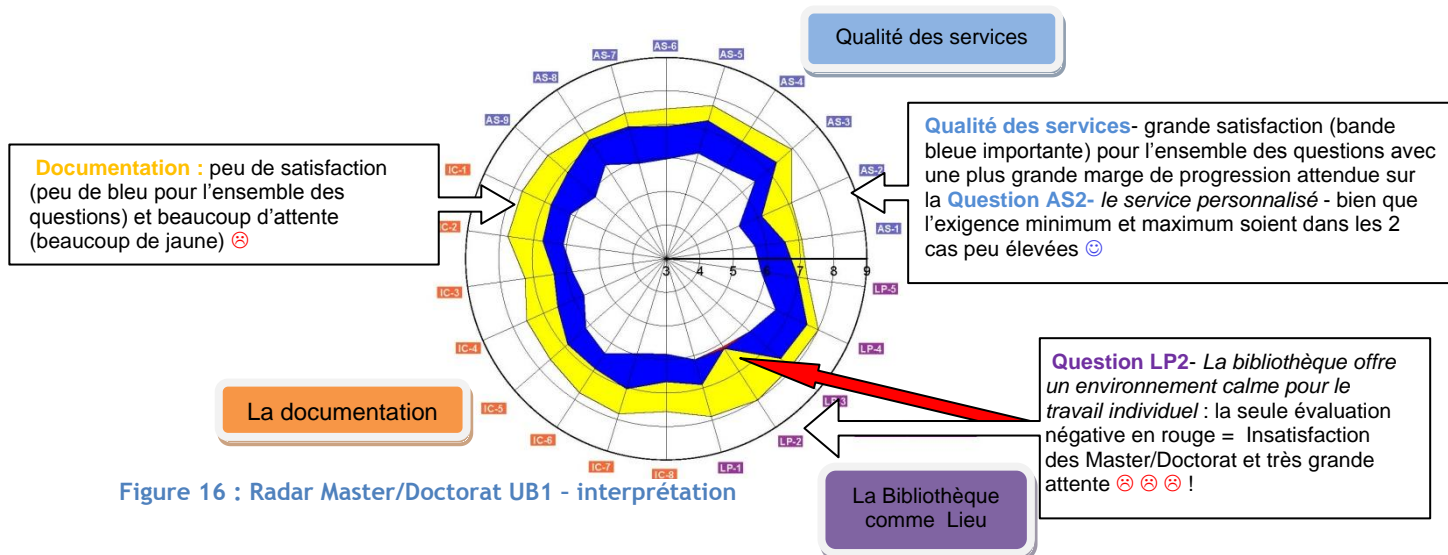 Qualité des services
AS-6
AS-5
AS-4
AS-3
AS-2
AS-1
LP-5
LP-4
LP-3
LP-2
LP-1
IC-8
IC-7
IC-6
IC-5
IC-4
IC-3
C-2
IC-1
AS-9
AS-8
AS-7
3 4 5 6 7 8 9
Documentation : peu de satisfaction
(peu de bleu pour l’ensemble des
questions) et beaucoup d’attente
(beaucoup de jaune) ☹
Qualité des services- grande satisfaction (bande
bleue importante) pour l’ensemble des questions avec
une plus grande marge de progression attendue sur
la Question AS2- le service personnalisé - bien que
l’exigence minimum et maximum soient dans les 2
cas peu élevées ☺
Question LP2- La bibliothèque offre
un environnement calme pour le
travail individuel : la seule évaluation
négative en rouge = Insatisfaction
des Master/Doctorat et très grande
attente ☹ ☹ ☹ !
La documentation
La Bibliothèque
comme Lieu
Figure 16 : Radar Master/Doctorat UB1 – interprétation